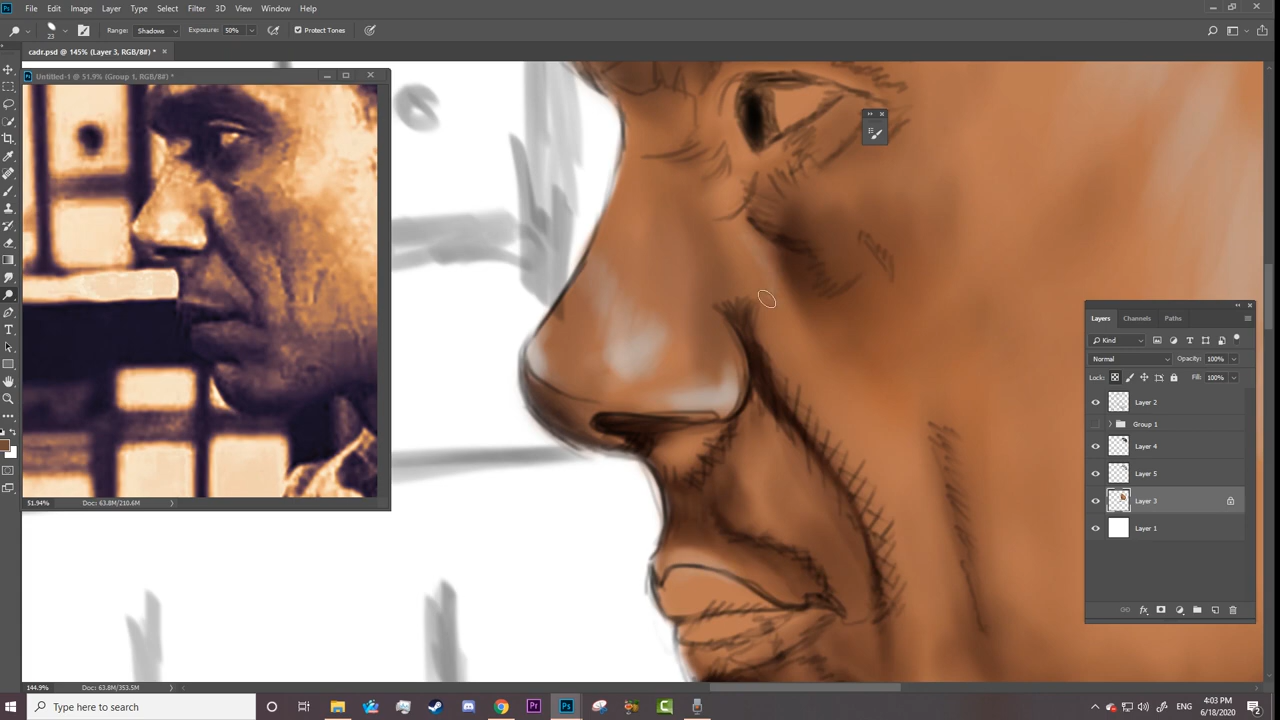 File Edit Image Layer Type Select Filter 3D View Window Help
23 Range: Shadows Exposure: 50% Protect Tones
cadr.psd @ 145% (Layer 3, RGB/8#) *
Untitled-1 @ 51.9% (Group 1, RGB/8#) *
51.94% Doc: 63.8M/210.6M
Layers Channels Paths
Kind
Normal Opacity: 100%
Lock: Fill: 100%
Layer 2
Group 1
Layer 4
Layer 5
Layer 3
Layer 1
144.9% Doc: 63.8M/353.5M
Type here to search
ENG
4:03 PM
6/18/2020
2